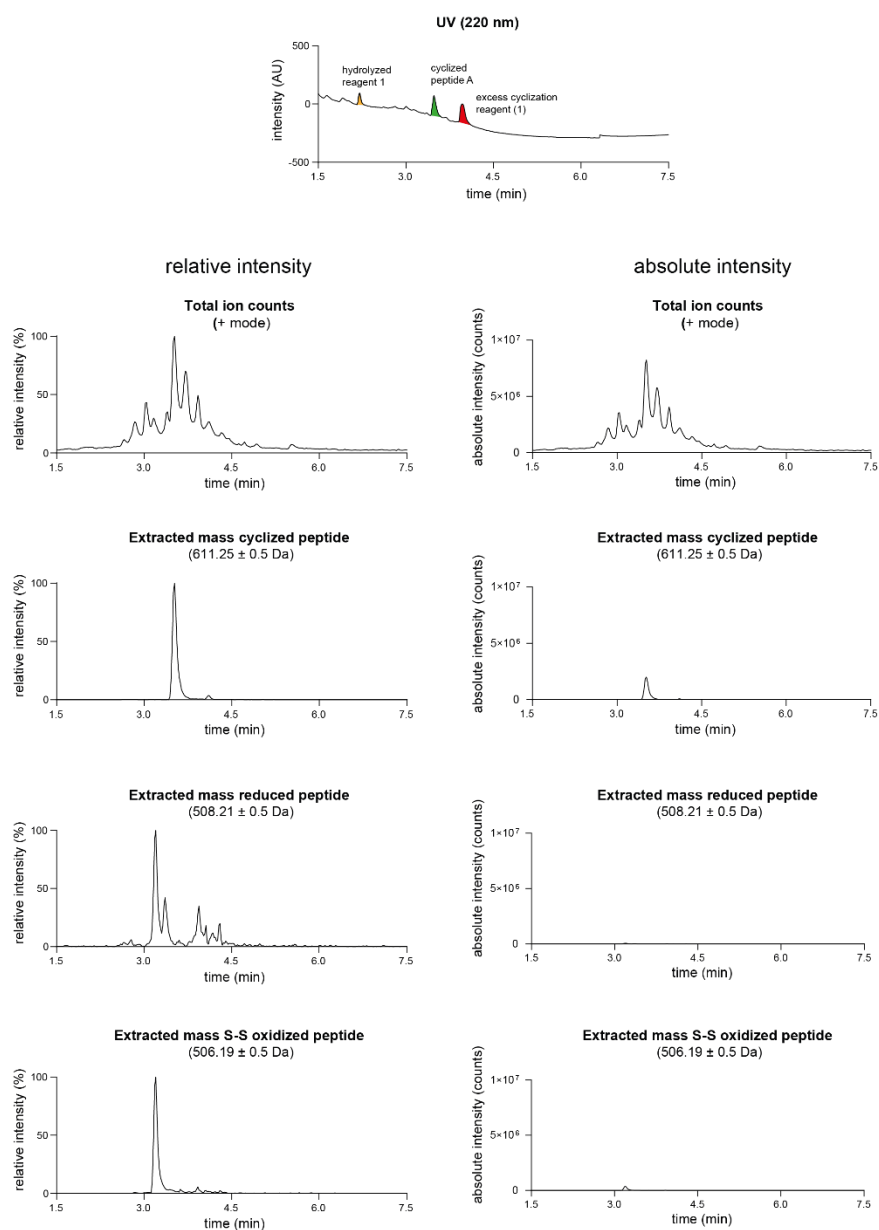 UV (220 nm)
500
0
-500
intensity (AU)
hydrolyzed
reagent 1
cyclized
peptide A
excess cyclization
reagent (1)
1.5 3.0 4.5 6.0 7.5
time (min)
relative intensity
absolute intensity
Total ion counts
(+ mode)
relative intensity (%)
100
50
0
1.5 3.0 4.5 6.0 7.5
time (min)
Total ion counts
(+ mode)
absolute intensity (counts)
1×10⁷
5×10⁶
0
1.5 3.0 4.5 6.0 7.5
time (min)
Extracted mass cyclized peptide
(611.25 ± 0.5 Da)
relative intensity (%)
100
50
0
1.5 3.0 4.5 6.0 7.5
time (min)
Extracted mass cyclized peptide
(611.25 ± 0.5 Da)
absolute intensity (counts)
1×10⁷
5×10⁶
0
1.5 3.0 4.5 6.0 7.5
time (min)
Extracted mass reduced peptide
(508.21 ± 0.5 Da)
relative intensity (%)
100
50
0
1.5 3.0 4.5 6.0 7.5
time (min)
Extracted mass reduced peptide
(508.21 ± 0.5 Da)
absolute intensity (counts)
1×10⁷
5×10⁶
0
1.5 3.0 4.5 6.0 7.5
time (min)
Extracted mass S-S oxidized peptide
(506.19 ± 0.5 Da)
relative intensity (%)
100
50
0
1.5 3.0 4.5 6.0 7.5
time (min)
Extracted mass S-S oxidized peptide
(506.19 ± 0.5 Da)
absolute intensity (counts)
1×10⁷
5×10⁶
0
1.5 3.0 4.5 6.0 7.5
time (min)